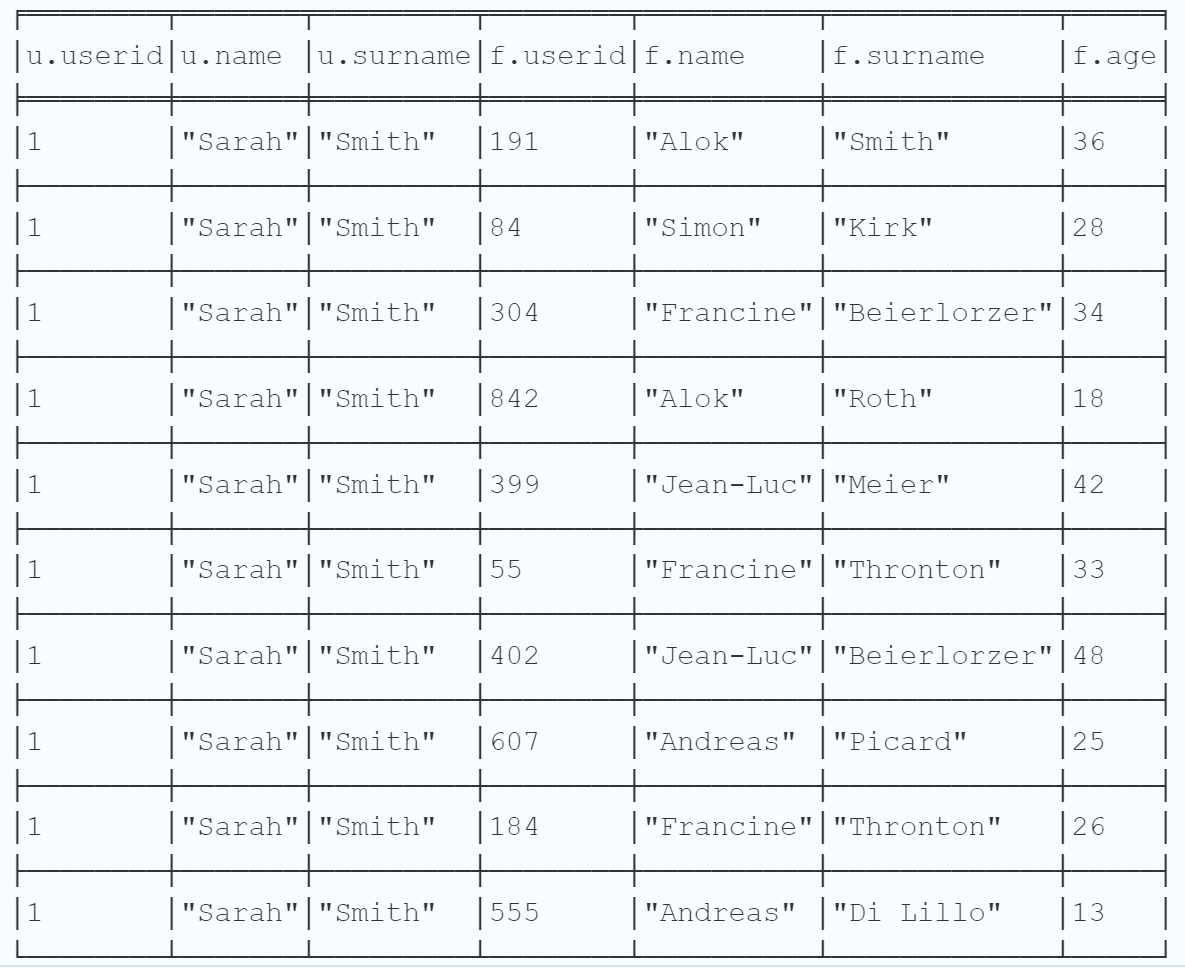 u.userid u.name u.surname f.userid f.name f.surname f.age
1 "Sarah" "Smith" 191 "Alok" "Smith" 36
1 "Sarah" "Smith" 84 "Simon" "Kirk" 28
1 "Sarah" "Smith" 304 "Francine" "Beierlorzer" 34
1 "Sarah" "Smith" 842 "Alok" "Roth" 18
1 "Sarah" "Smith" 399 "Jean-Luc" "Meier" 42
1 "Sarah" "Smith" 55 "Francine" "Thronton" 33
1 "Sarah" "Smith" 402 "Jean-Luc" "Beierlorzer" 48
1 "Sarah" "Smith" 607 "Andreas" "Picard" 25
1 "Sarah" "Smith" 184 "Francine" "Thronton" 26
1 "Sarah" "Smith" 555 "Andreas" "Di Lillo" 13